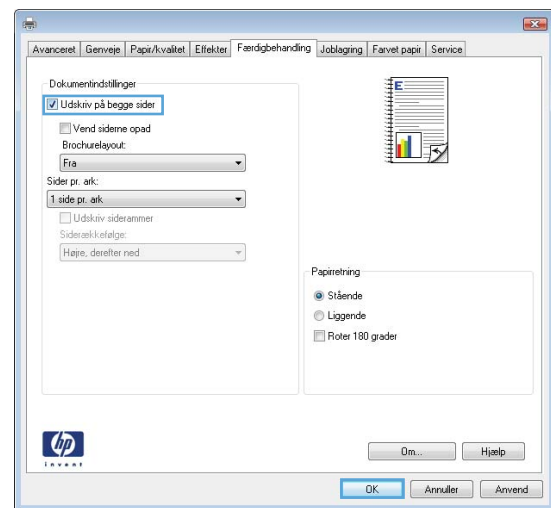 Avanceret Genveje Papir/kvalitet Effekter Færdigbehandling Joblagring Farvet papir Service
Dokumentindstillinger
Udskriv på begge sider
Vend siderne opad
Brochurelayout:
Fra
Sider pr. ark:
1 side pr. ark
Udskriv siderammer
Siderækkefølge:
Højre, derefter ned
E
Papirretning
Stående
Liggende
Roter 180 grader
hp
invent
Om... Hjælp
OK Annuller Anvend